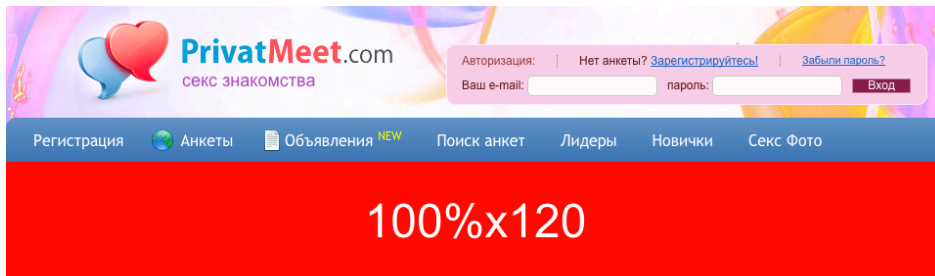 PrivatMeet.com
секс знакомства
Авторизация: Нет анкеты? Зарегистрируйтесь! Забыли пароль?
Ваш e-mail: пароль: Вход
Регистрация Анкеты Объявления NEW Поиск анкет Лидеры Новички Секс Фото
100%x120